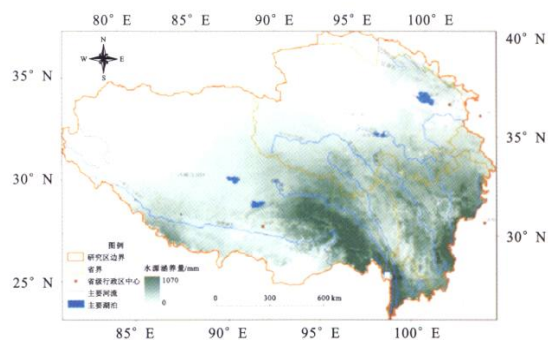 80° E 85° E 90° E 95° E 100° E
40° N
N
W E
S
35° N
35° N
30° N
30° N
25° N
图例
研究区边界
省界
省级行政区中心
主要河流
主要湖泊
水源涵养量/mm
1070
0
0 300 600 km
85° E 90° E 95° E 100° E